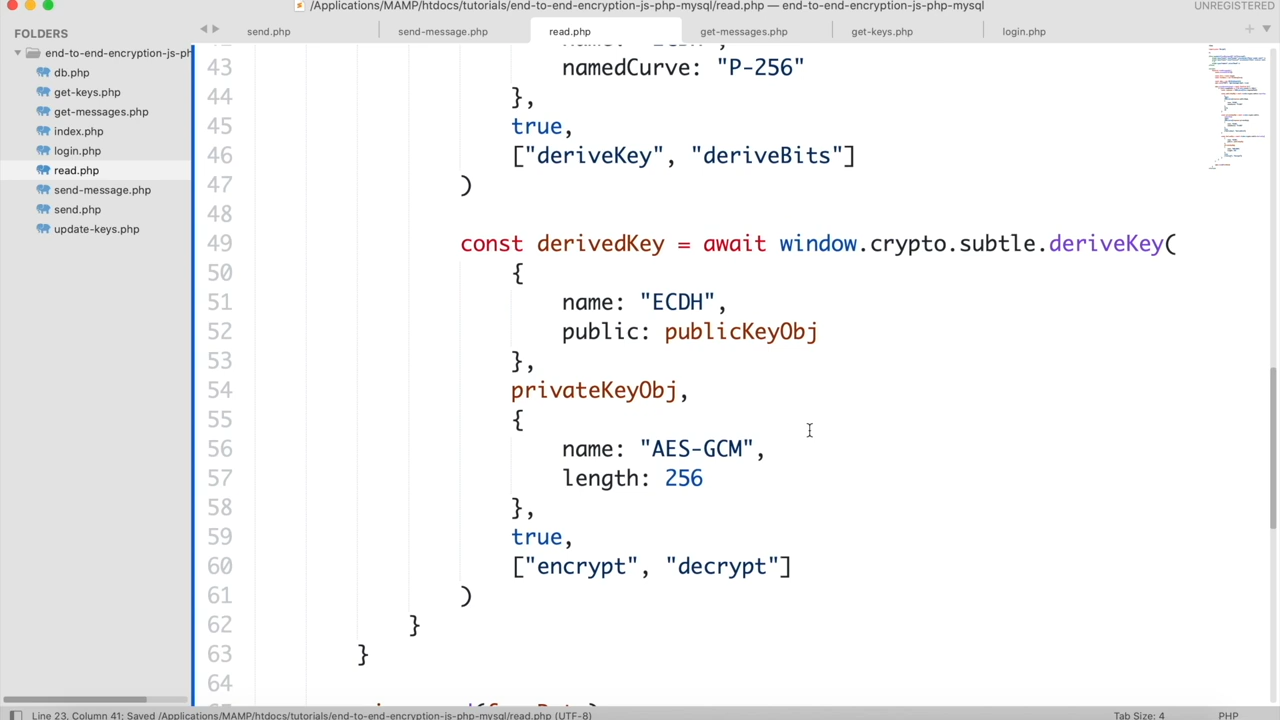 /Applications/MAMP/htdocs/tutorials/end-to-end-encryption-js-php-mysql/read.php — end-to-end-encryption-js-php-mysql
UNREGISTERED
FOLDERS
send.php
send-message.php
read.php
get-messages.php
get-keys.php
login.php
end-to-end-encryption-js-ph
db.php
get-keys.php
get-messages.php
index.php
login.php
read.php
send-message.php
send.php
update-keys.php
43 namedCurve: "P-256"
44 },
45 true,
46 ["deriveKey", "deriveBits"]
47 )
48
49 const derivedKey = await window.crypto.subtle.deriveKey(
50 {
51 name: "ECDH",
52 public: publicKeyObj
53 },
54 privateKeyObj,
55 {
56 name: "AES-GCM",
57 length: 256
58 },
59 true,
60 ["encrypt", "decrypt"]
61 )
62 }
63 }
64
Line 23, Column 41; Saved /Applications/MAMP/htdocs/tutorials/end-to-end-encryption-js-php-mysql/read.php (UTF-8)
Tab Size: 4
PHP